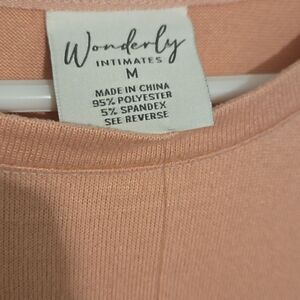 Wonderly
INTIMATES
M
MADE IN CHINA
95% POLYESTER
5% SPANDEX
SEE REVERSE